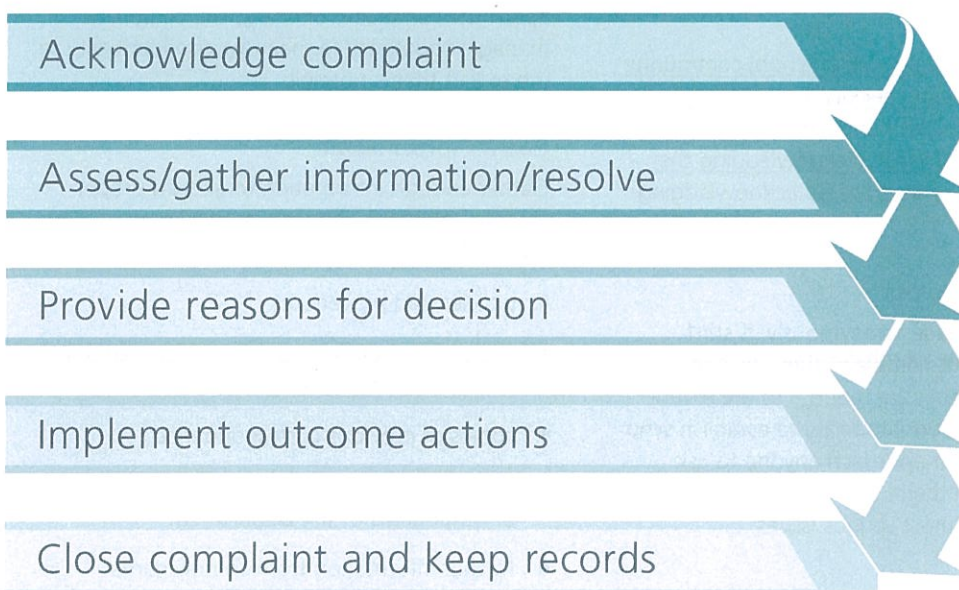 Acknowledge complaint
Assess/gather information/resolve
Provide reasons for decision
Implement outcome actions
Close complaint and keep records